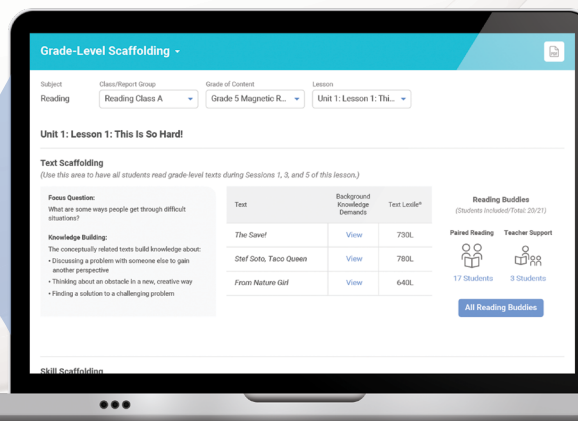 Grade-Level Scaffolding
Subject
Class/Report Group
Grade of Content
Lesson
Reading
Reading Class A
Grade 5 Magnetic R...
Unit 1: Lesson 1: Thi...
Unit 1: Lesson 1: This Is So Hard!
Text Scaffolding
(Use this area to have all students read grade-level texts during Sessions 1, 3, and 5 of this lesson.)
Focus Question:
What are some ways people get through difficult
situations?
Knowledge Building:
The conceptually related texts build knowledge about:
• Discussing a problem with someone else to gain
another perspective
• Thinking about an obstacle in a new, creative way
• Finding a solution to a challenging problem
Text
Background
Knowledge
Demands
Text Lexile®
The Save!
View
730L
Stef Soto, Taco Queen
View
780L
From Nature Girl
View
640L
Reading Buddies
(Students Included/Total: 20/21)
Paired Reading
Teacher Support
17 Students
3 Students
All Reading Buddies
Skill Scaffolding